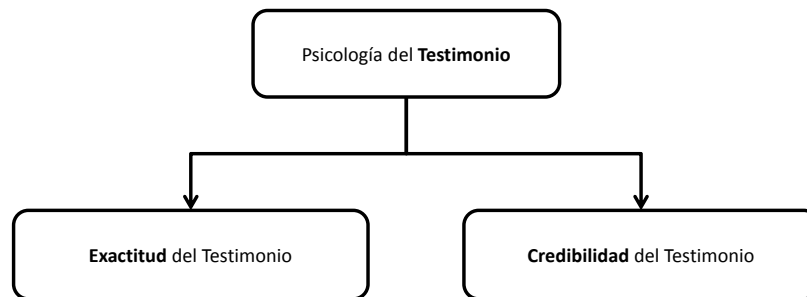 Psicología del Testimonio
Exactitud del Testimonio
Credibilidad del Testimonio